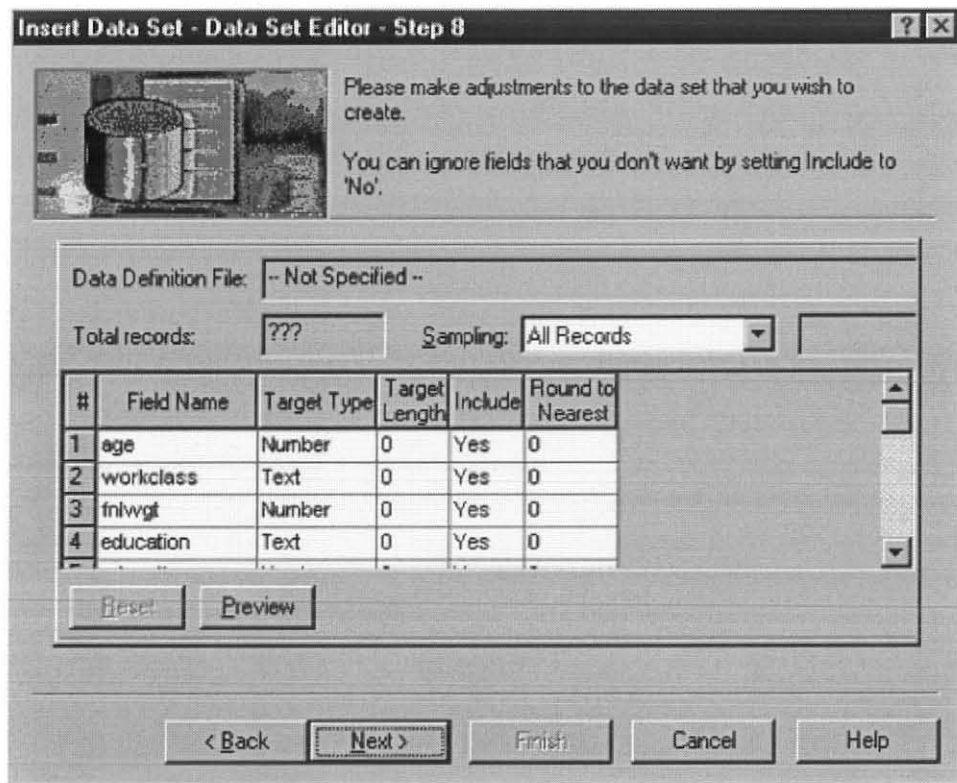 Insert Data Set - Data Set Editor - Step 8
Please make adjustments to the data set that you wish to
create.
You can ignore fields that you don't want by setting Include to
'No'.
Data Definition File: -- Not Specified --
Total records: ??? Sampling: All Records
# Field Name Target Type Target Length Include Round to Nearest
1 age Number 0 Yes 0
2 workclass Text 0 Yes 0
3 fnlwgt Number 0 Yes 0
4 education Text 0 Yes 0
Reset Preview
< Back Next > Finish Cancel Help